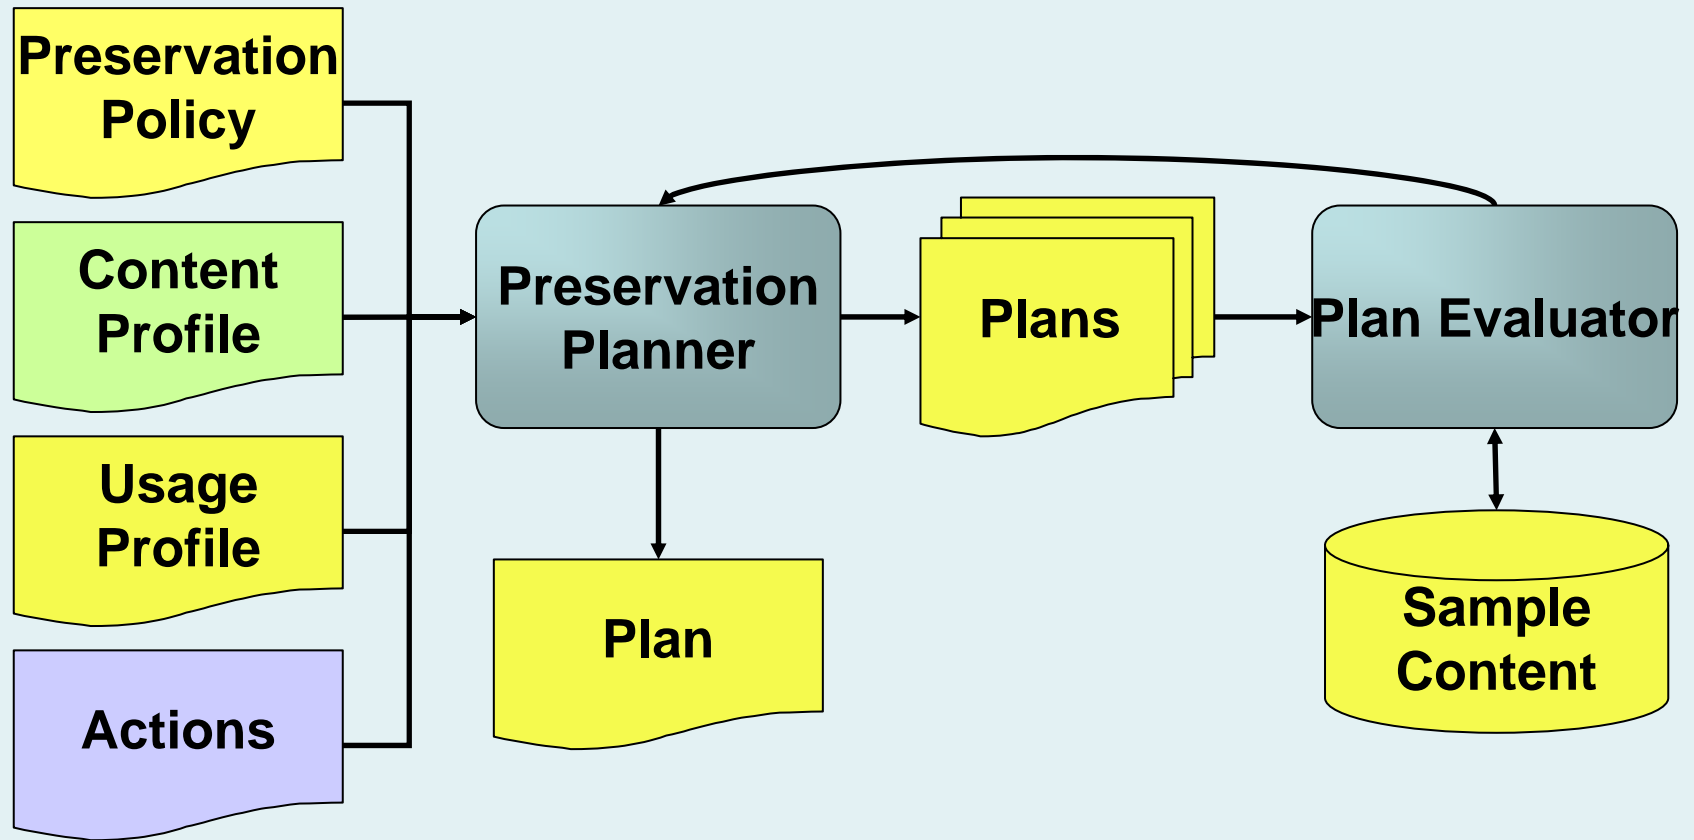 Preservation
Policy
Content
Profile
Usage
Profile
Actions
Preservation
Planner
Plan
Plans
Plan Evaluator
Sample
Content